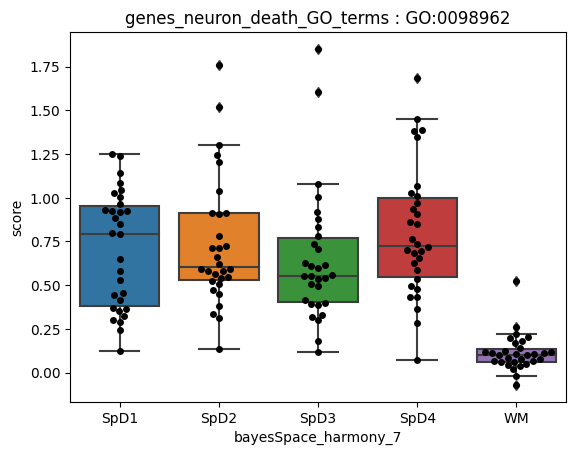 genes_neuron_death_GO_terms : GO:0098962
score
1.75
1.50
1.25
1.00
0.75
0.50
0.25
0.00
SpD1 SpD2 SpD3 SpD4 WM
bayesSpace_harmony_7